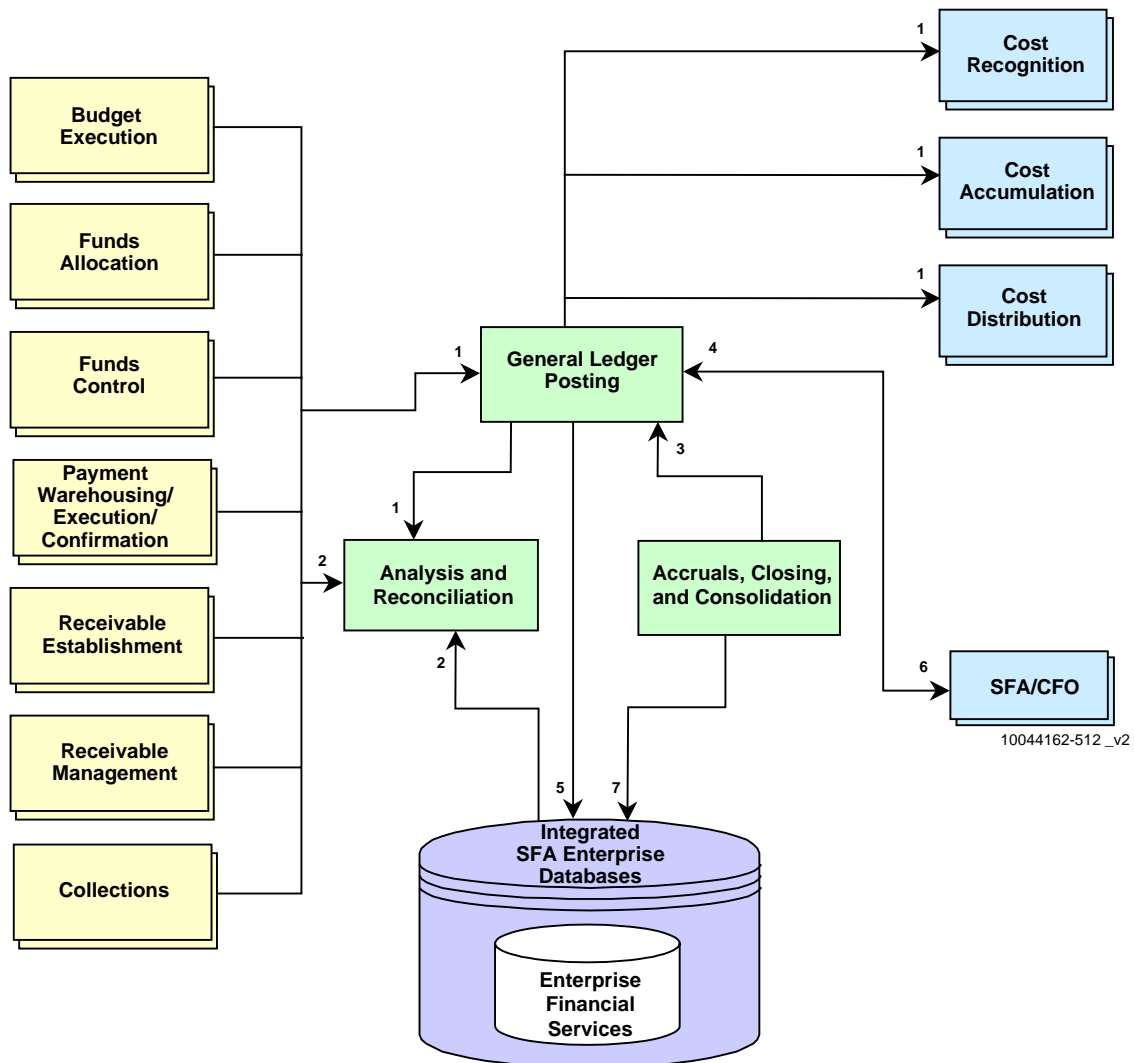 Budget
Execution
Funds
Allocation
Funds
Control
Payment
Warehousing/
Execution/
Confirmation
Receivable
Establishment
Receivable
Management
Collections
1
Cost
Recognition
1
Cost
Accumulation
1
Cost
Distribution
1
General Ledger
Posting
4
3
1
2
Analysis and
Reconciliation
Accruals, Closing,
and Consolidation
2
6
SFA/CFO
10044162-512 _v2
5
7
Integrated
SFA Enterprise
Databases
Enterprise
Financial
Services